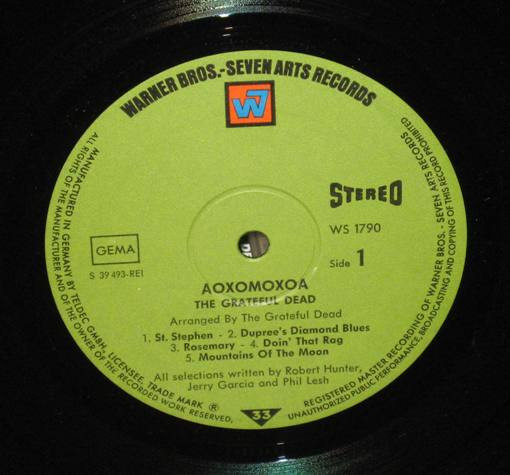 WARNER BROS.-SEVEN ARTS RECORDS
W7
STEREO
WS 1790
GEMA
Side 1
S 39 493-REI
AOXOMOXOA
THE GRATEFUL DEAD
Arranged By The Grateful Dead
1. St. Stephen - 2. Dupree's Diamond Blues
3. Rosemary - 4. Doin' That Rag
5. Mountains Of The Moon
All selections written by Robert Hunter,
Jerry Garcia and Phil Lesh
33
MANUFACTURED IN GERMANY BY TELDEC GMBH, LICENSEE. TRADE MARK ®
ALL RIGHTS OF THE MANUFACTURER AND OF THE OWNER OF THE RECORDED WORK RESERVED,
REGISTERED MASTER RECORDING OF WARNER BROS. - SEVEN ARTS RECORDS
UNAUTHORIZED PUBLIC PERFORMANCE, BROADCASTING AND COPYING OF THIS RECORD PROHIBITED